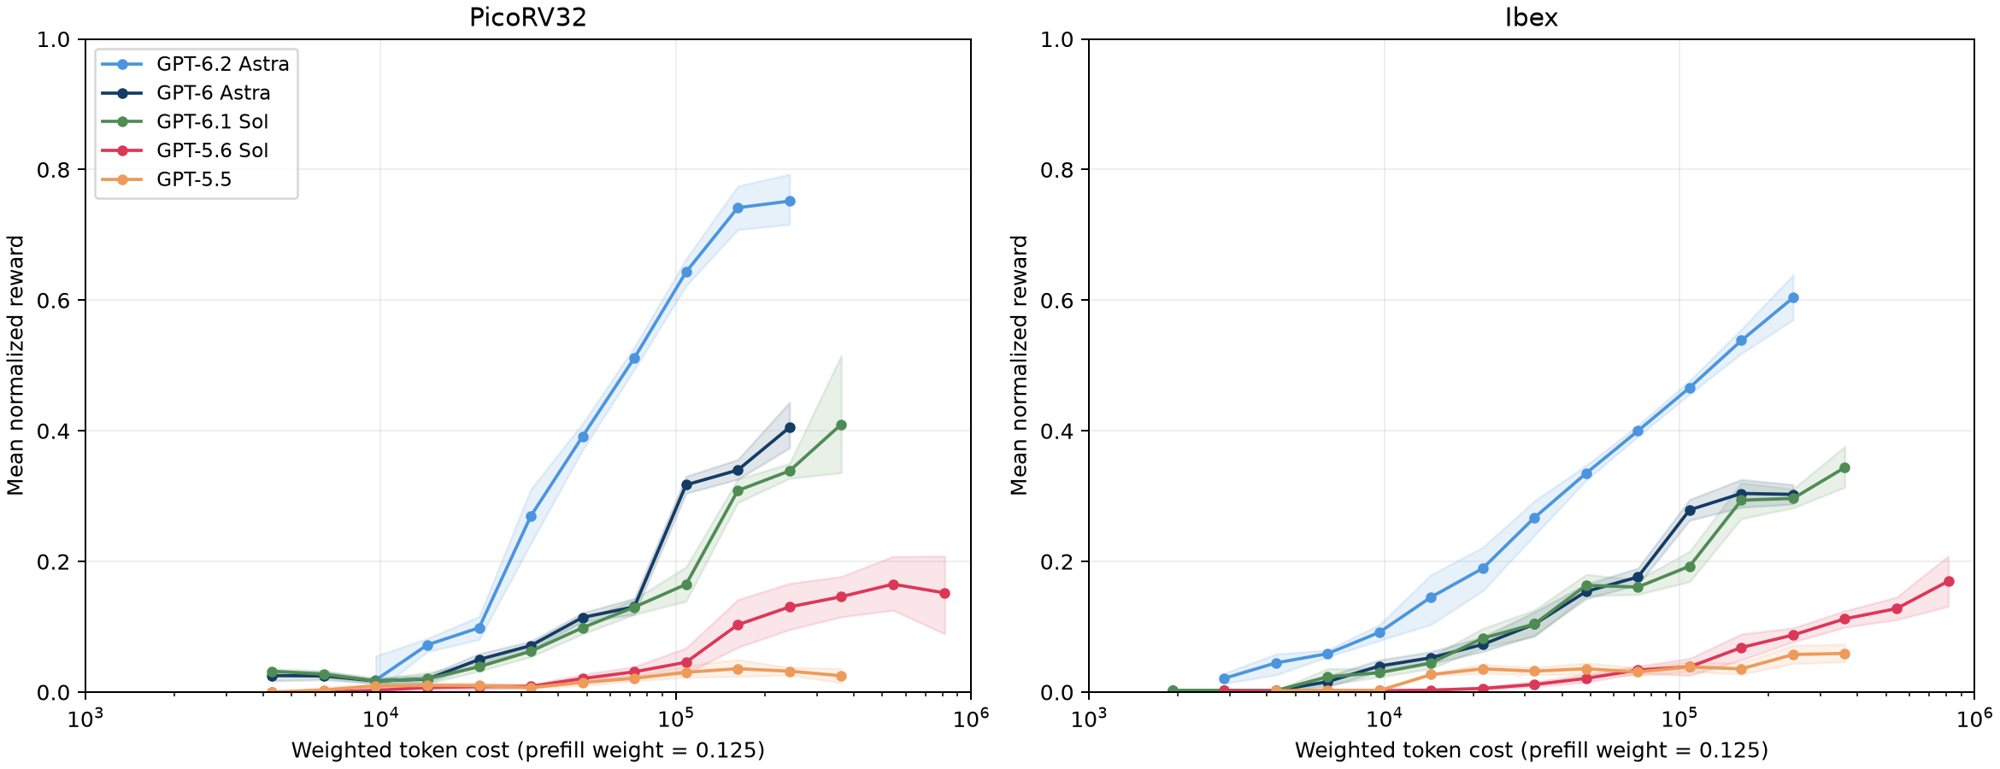 PicoRV32
1.0
0.8
0.6
0.4
0.2
0.0
Mean normalized reward
GPT-6.2 Astra
GPT-6 Astra
GPT-6.1 Sol
GPT-5.6 Sol
GPT-5.5
10³ 10⁴ 10⁵ 10⁶
Weighted token cost (prefill weight = 0.125)
Ibex
1.0
0.8
0.6
0.4
0.2
0.0
Mean normalized reward
10³ 10⁴ 10⁵ 10⁶
Weighted token cost (prefill weight = 0.125)